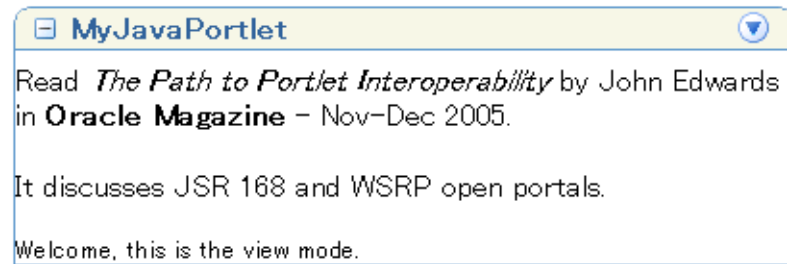 MyJavaPortlet
Read The Path to Portlet Interoperability by John Edwards
in Oracle Magazine - Nov-Dec 2005.
It discusses JSR 168 and WSRP open portals.
Welcome, this is the view mode.